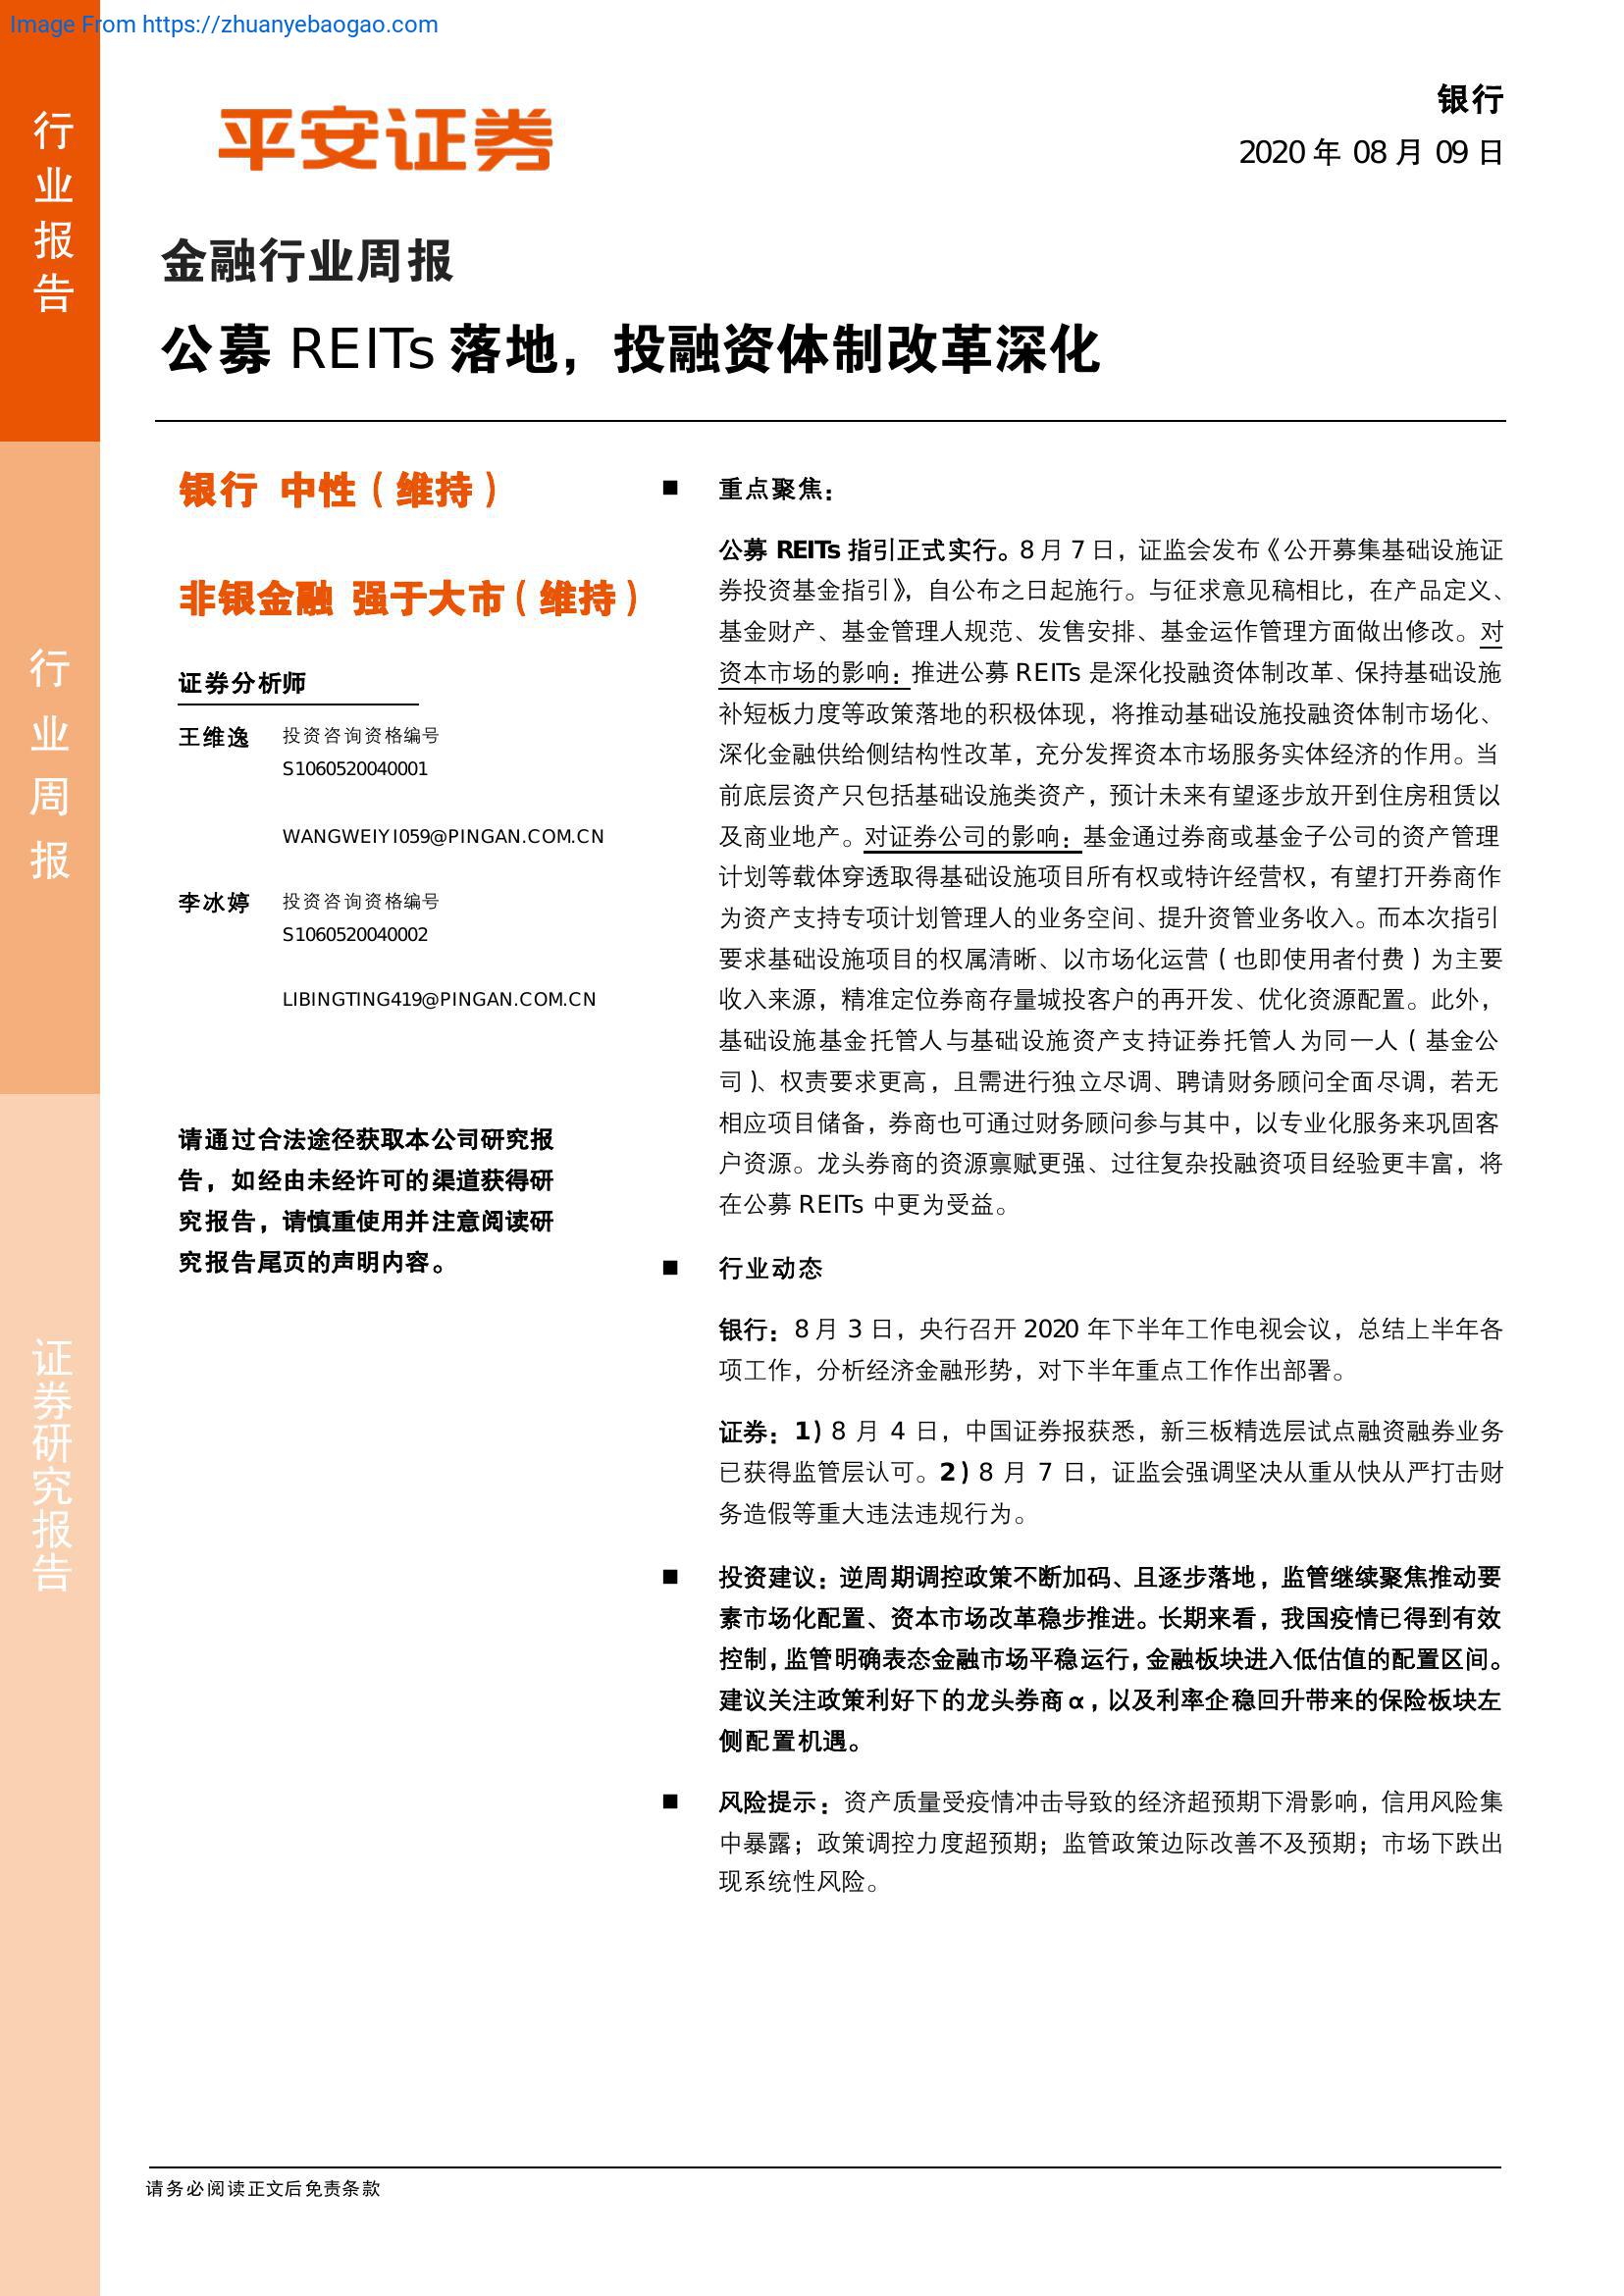 Image From https://zhuanyebaogao.com
行业报告
行业周报
证券研究报告
平安证券
银行
2020 年 08 月 09 日
金融行业周报
公募 REITs 落地，投融资体制改革深化
银行 中性（维持）
非银金融 强于大市（维持）
证券分析师
王维逸 投资咨询资格编号
S1060520040001
WANGWEIYI059@PINGAN.COM.CN
李冰婷 投资咨询资格编号
S1060520040002
LIBINGTING419@PINGAN.COM.CN
请通过合法途径获取本公司研究报
告，如经由未经许可的渠道获得研
究报告，请慎重使用并注意阅读研
究报告尾页的声明内容。
■ 重点聚焦：
公募 REITs 指引正式实行。8 月 7 日，证监会发布《公开募集基础设施证
券投资基金指引》，自公布之日起施行。与征求意见稿相比，在产品定义、
基金财产、基金管理人规范、发售安排、基金运作管理方面做出修改。对
资本市场的影响：推进公募 REITs 是深化投融资体制改革、保持基础设施
补短板力度等政策落地的积极体现，将推动基础设施投融资体制市场化、
深化金融供给侧结构性改革，充分发挥资本市场服务实体经济的作用。当
前底层资产只包括基础设施类资产，预计未来有望逐步放开到住房租赁以
及商业地产。对证券公司的影响：基金通过券商或基金子公司的资产管理
计划等载体穿透取得基础设施项目所有权或特许经营权，有望打开券商作
为资产支持专项计划管理人的业务空间、提升资管业务收入。而本次指引
要求基础设施项目的权属清晰、以市场化运营（也即使用者付费）为主要
收入来源，精准定位券商存量城投客户的再开发、优化资源配置。此外，
基础设施基金托管人与基础设施资产支持证券托管人为同一人（基金公
司）、权责要求更高，且需进行独立尽调、聘请财务顾问全面尽调，若无
相应项目储备，券商也可通过财务顾问参与其中，以专业化服务来巩固客
户资源。龙头券商的资源禀赋更强、过往复杂投融资项目经验更丰富，将
在公募 REITs 中更为受益。
■ 行业动态
银行：8 月 3 日，央行召开 2020 年下半年工作电视会议，总结上半年各
项工作，分析经济金融形势，对下半年重点工作作出部署。
证券：1）8 月 4 日，中国证券报获悉，新三板精选层试点融资融券业务
已获得监管层认可。2）8 月 7 日，证监会强调坚决从重从快从严打击财
务造假等重大违法违规行为。
■ 投资建议：逆周期调控政策不断加码、且逐步落地，监管继续聚焦推动要
素市场化配置、资本市场改革稳步推进。长期来看，我国疫情已得到有效
控制，监管明确表态金融市场平稳运行，金融板块进入低估值的配置区间。
建议关注政策利好下的龙头券商α，以及利率企稳回升带来的保险板块左
侧配置机遇。
■ 风险提示：资产质量受疫情冲击导致的经济超预期下滑影响，信用风险集
中暴露；政策调控力度超预期；监管政策边际改善不及预期；市场下跌出
现系统性风险。
请务必阅读正文后免责条款